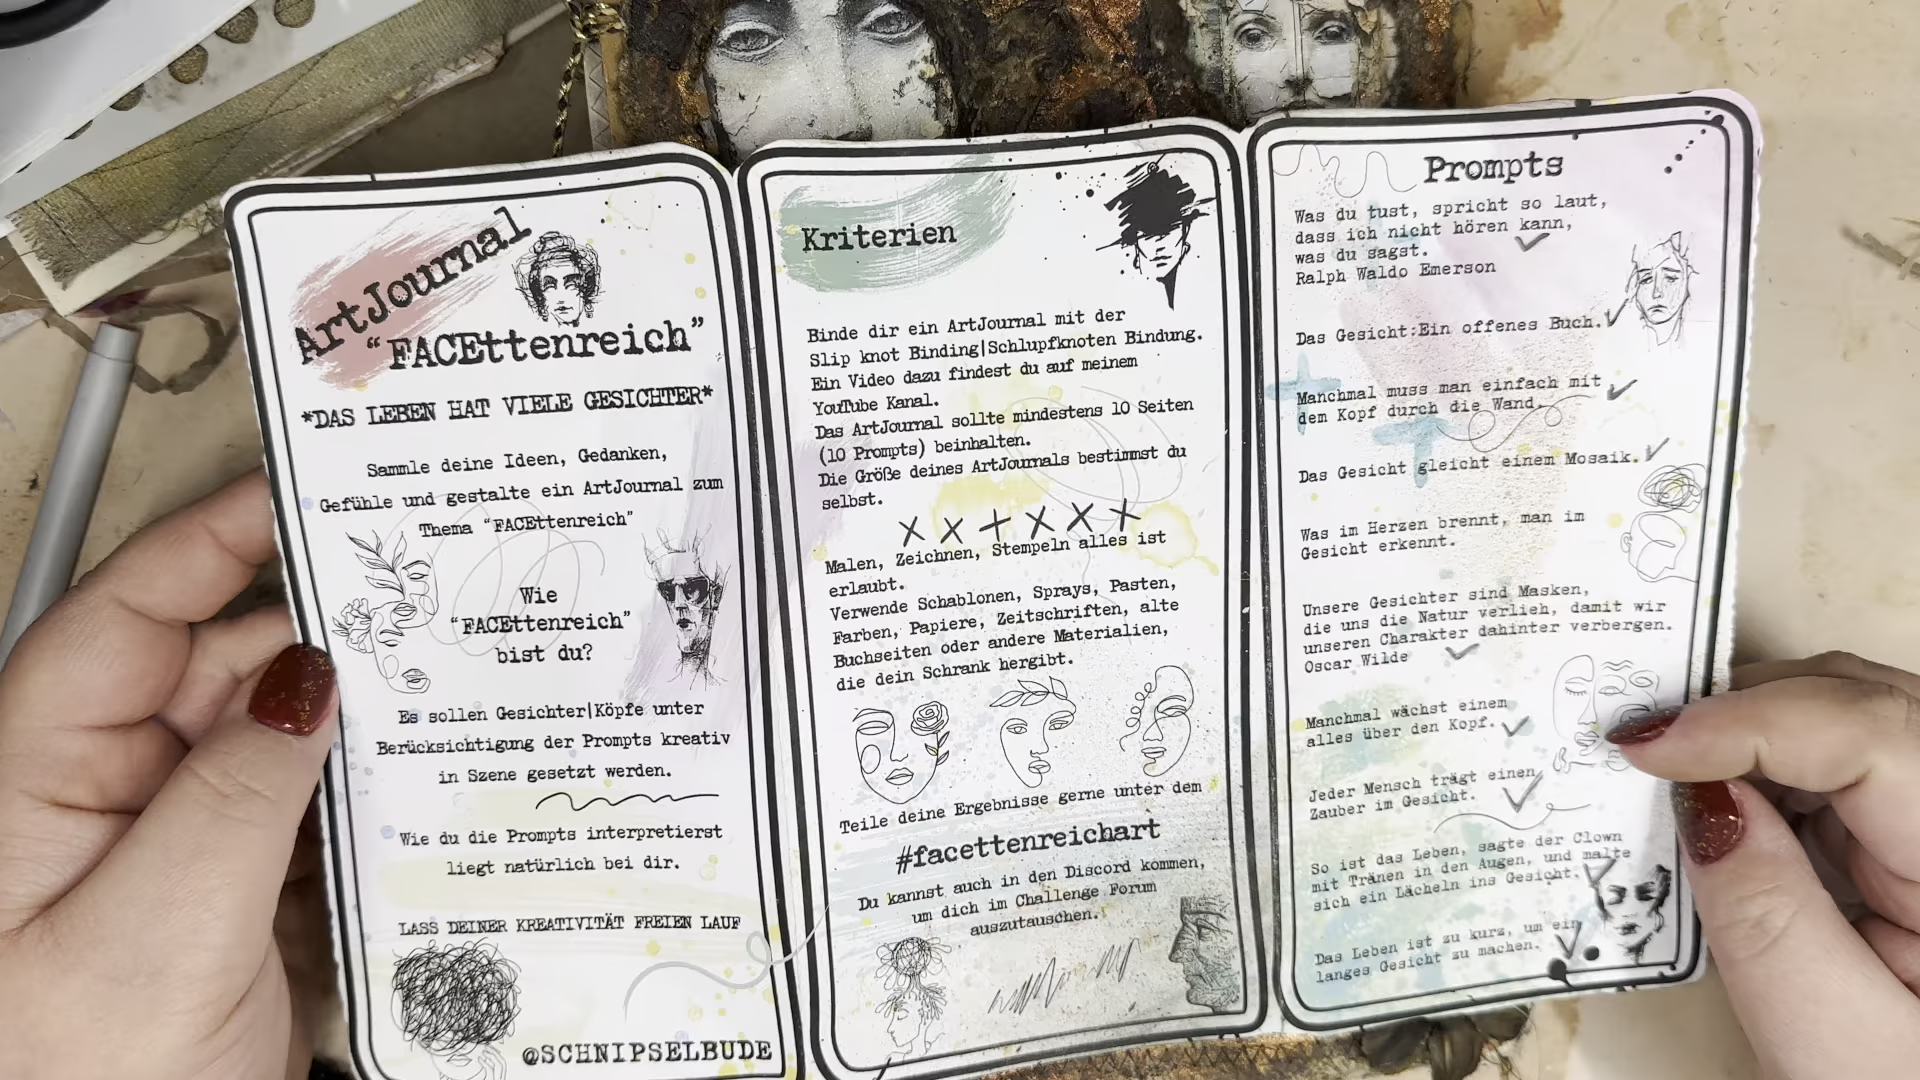 ArtJournal
“FACEttenreich”
*DAS LEBEN HAT VIELE GESICHTER*
Sammle deine Ideen, Gedanken,
Gefühle und gestalte ein ArtJournal zum
Thema “FACEttenreich”
Wie
“FACEttenreich”
bist du?
Es sollen Gesichter|Köpfe unter
Berücksichtigung der Prompts kreativ
in Szene gesetzt werden.
Wie du die Prompts interpretierst
liegt natürlich bei dir.
LASS DEINER KREATIVITÄT FREIEN LAUF
@SCHNIPSELBUDE
Kriterien
Binde dir ein ArtJournal mit der
Slip knot Binding|Schlupfknoten Bindung.
Ein Video dazu findest du auf meinem
YouTube Kanal.
Das ArtJournal sollte mindestens 10 Seiten
(10 Prompts) beinhalten.
Die Größe deines ArtJournals bestimmst du
selbst.
Malen, Zeichnen, Stempeln alles ist
erlaubt.
Verwende Schablonen, Sprays, Pasten,
Farben, Papiere, Zeitschriften, alte
Buchseiten oder andere Materialien,
die dein Schrank hergibt.
Teile deine Ergebnisse gerne unter dem
#facettenreichart
Du kannst auch in den Discord kommen,
um dich im Challenge Forum
auszutauschen.
Prompts
Was du tust, spricht so laut,
dass ich nicht hören kann,
was du sagst.
Ralph Waldo Emerson
Das Gesicht:Ein offenes Buch.
Manchmal muss man einfach mit
dem Kopf durch die Wand.
Das Gesicht gleicht einem Mosaik.
Was im Herzen brennt, man im
Gesicht erkennt.
Unsere Gesichter sind Masken,
die uns die Natur verlieh, damit wir
unseren Charakter dahinter verbergen.
Oscar Wilde
Manchmal wächst einem
alles über den Kopf.
Jeder Mensch trägt einen
Zauber im Gesicht.
So ist das Leben, sagte der Clown
mit Tränen in den Augen, und malte
sich ein Lächeln ins Gesicht.
Das Leben ist zu kurz, um ein
langes Gesicht zu machen.